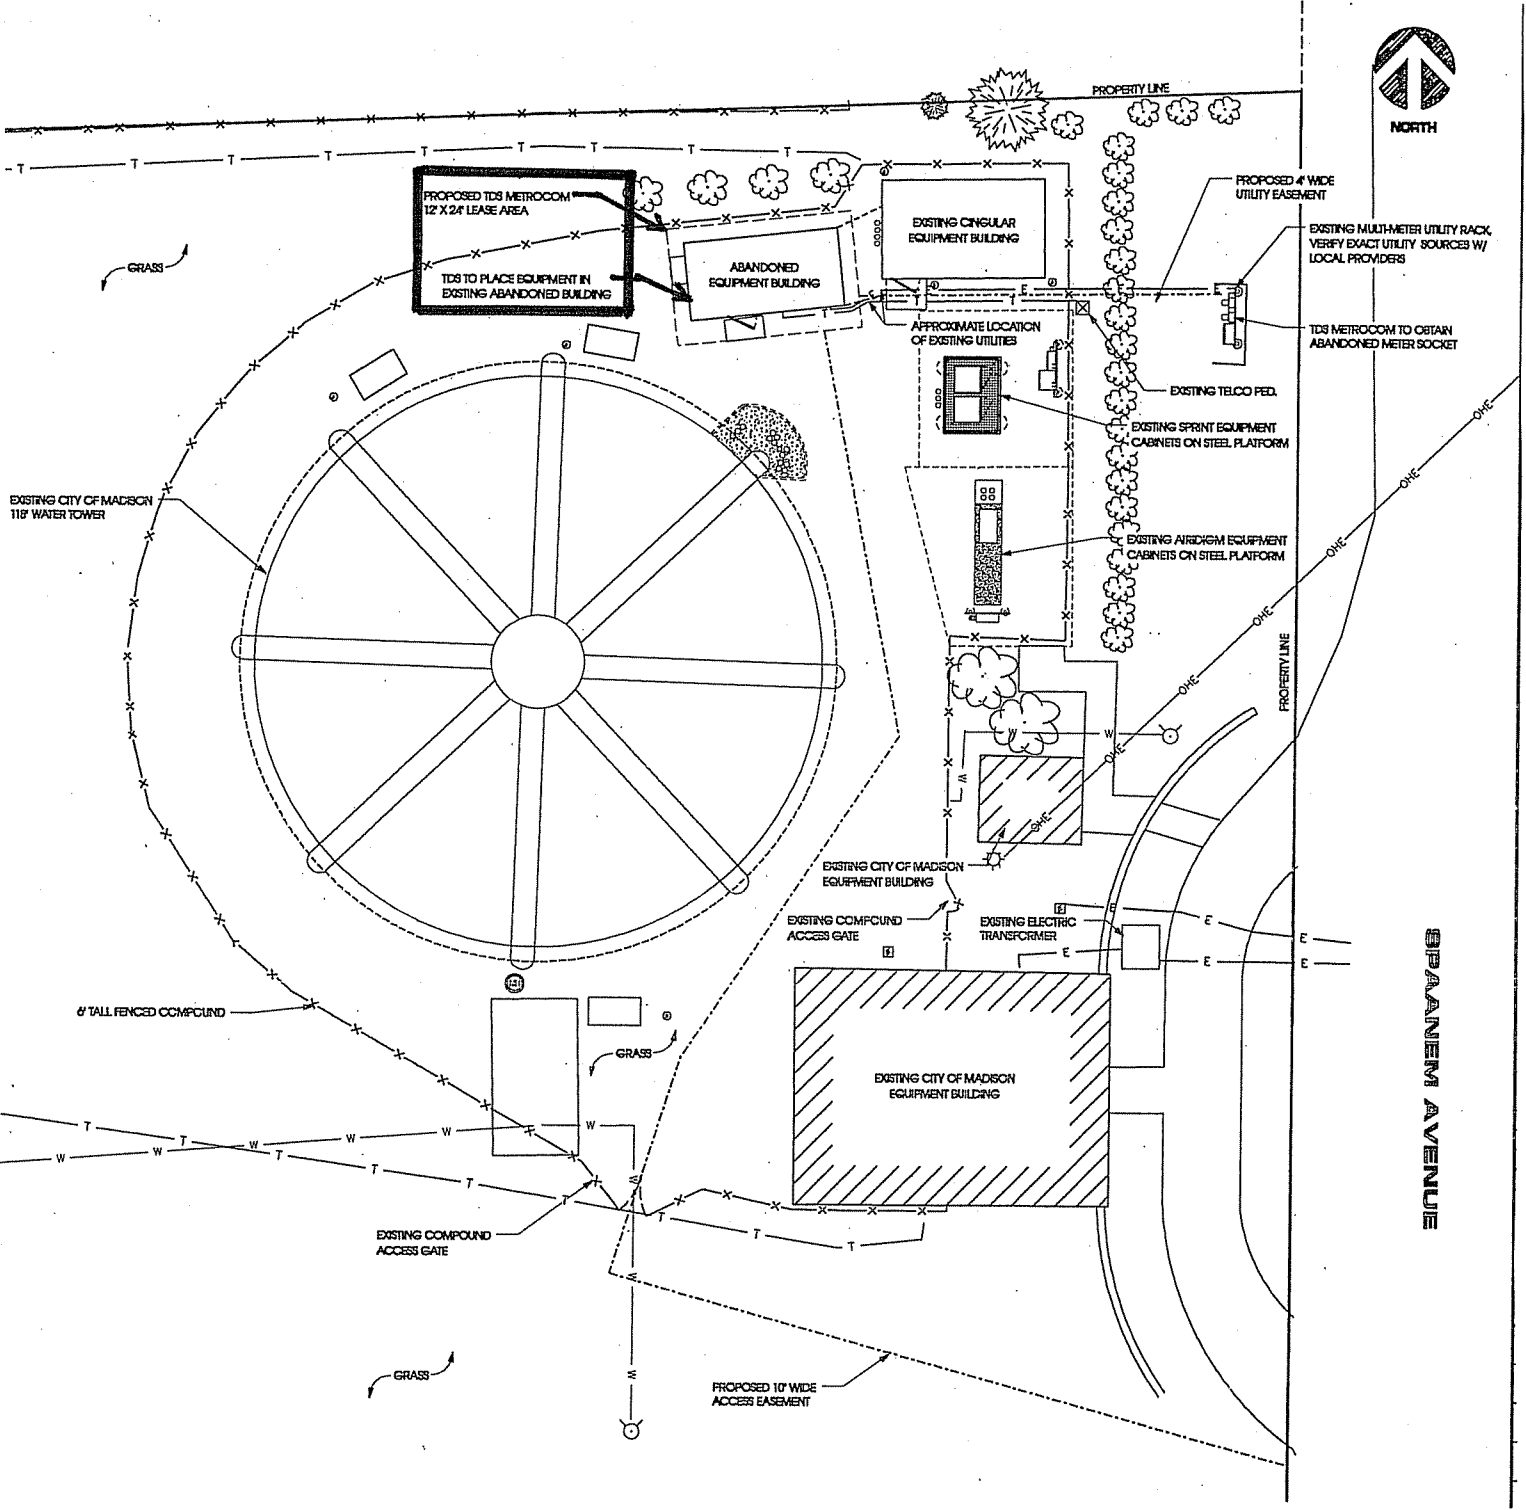 PROPERTY LINE
NORTH
PROPOSED TDS METROCOM
12' X 24' LEASE AREA
TDS TO PLACE EQUIPMENT IN
EXISTING ABANDONED BUILDING
ABANDONED
EQUIPMENT BUILDING
EXISTING CINGULAR
EQUIPMENT BUILDING
PROPOSED 4' WIDE
UTILITY EASEMENT
EXISTING MULTI-METER UTILITY RACK,
VERIFY EXACT UTILITY SOURCES W/
LOCAL PROVIDERS
GRASS
APPROXIMATE LOCATION
OF EXISTING UTILITIES
TDS METROCOM TO OBTAIN
ABANDONED METER SOCKET
EXISTING TELCO PED.
EXISTING SPRINT EQUIPMENT
CABINETS ON STEEL PLATFORM
EXISTING CITY OF MADISON
118' WATER TOWER
EXISTING AIRIDIGM EQUIPMENT
CABINETS ON STEEL PLATFORM
OHE
OHE
OHE
OHE
OHE
OHE
OHE
PROPERTY LINE
W
W
W
EXISTING CITY OF MADISON
EQUIPMENT BUILDING
EXISTING COMPOUND
ACCESS GATE
EXISTING ELECTRIC
TRANSFORMER
E
E
E
E
E
E
6' TALL FENCED COMPOUND
GRASS
EXISTING CITY OF MADISON
EQUIPMENT BUILDING
SPAANEM AVENUE
T
T
T
T
T
T
T
T
T
W
W
W
W
W
W
W
W
EXISTING COMPOUND
ACCESS GATE
GRASS
PROPOSED 10' WIDE
ACCESS EASEMENT